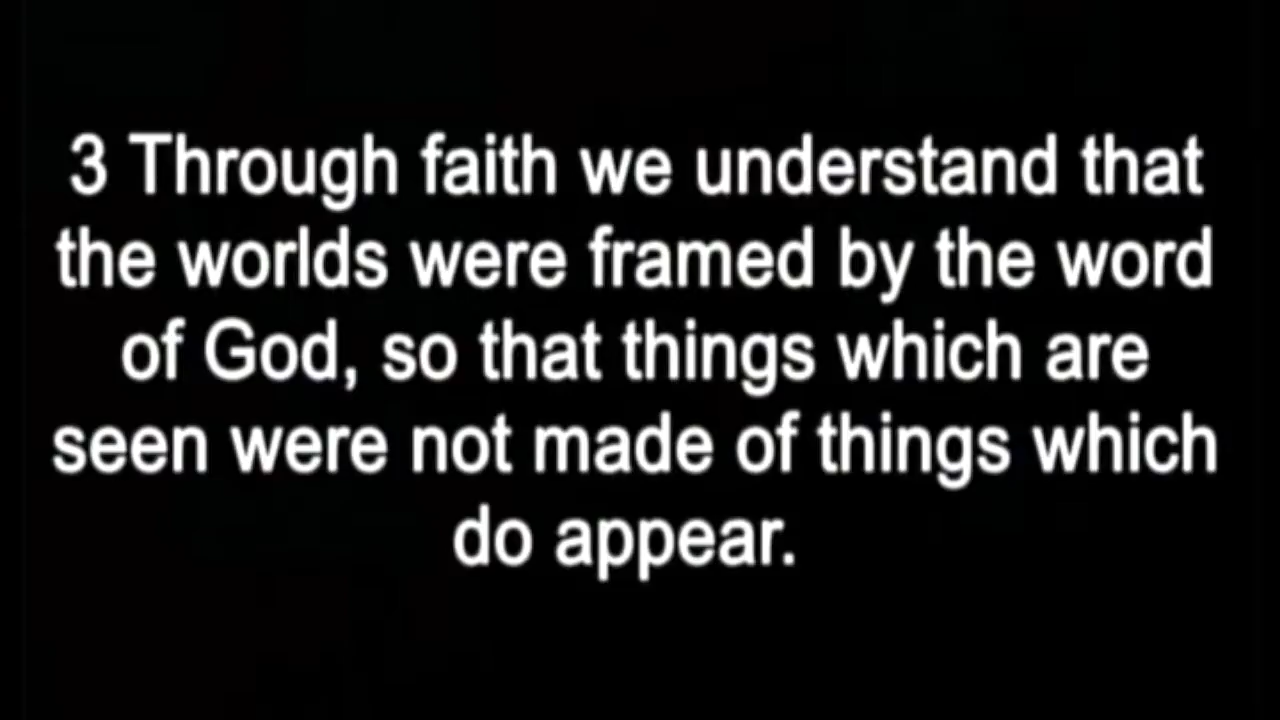 3 Through faith we understand that
the worlds were framed by the word
of God, so that things which are
seen were not made of things which
do appear.